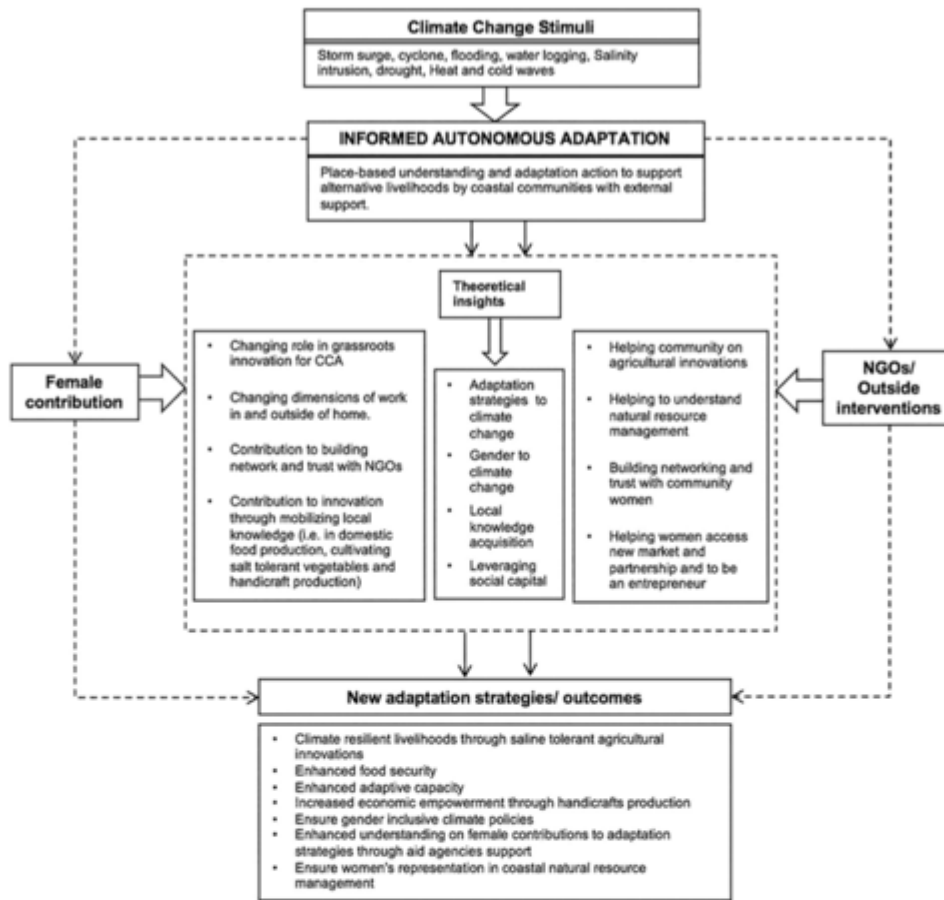 Climate Change Stimuli
Storm surge, cyclone, flooding, water logging, Salinity
intrusion, drought, Heat and cold waves
INFORMED AUTONOMOUS ADAPTATION
Place-based understanding and adaptation action to support
alternative livelihoods by coastal communities with external
support.
Theoretical
insights
Female
contribution
• Changing role in grassroots
innovation for CCA
• Changing dimensions of work
in and outside of home.
• Contribution to building
network and trust with NGOs
• Contribution to innovation
through mobilizing local
knowledge (i.e. in domestic
food production, cultivating
salt tolerant vegetables and
handicraft production)
• Adaptation
strategies to
climate
change
• Gender to
climate
change
• Local
knowledge
acquisition
• Leveraging
social capital
• Helping community on
agricultural innovations
• Helping to understand
natural resource
management
• Building networking and
trust with community
women
• Helping women access
new market and
partnership and to be
an entrepreneur
NGOs/
Outside
interventions
New adaptation strategies/ outcomes
• Climate resilient livelihoods through saline tolerant agricultural
innovations
• Enhanced food security
• Enhanced adaptive capacity
• Increased economic empowerment through handicrafts production
• Ensure gender inclusive climate policies
• Enhanced understanding on female contributions to adaptation
strategies through aid agencies support
• Ensure women's representation in coastal natural resource
management